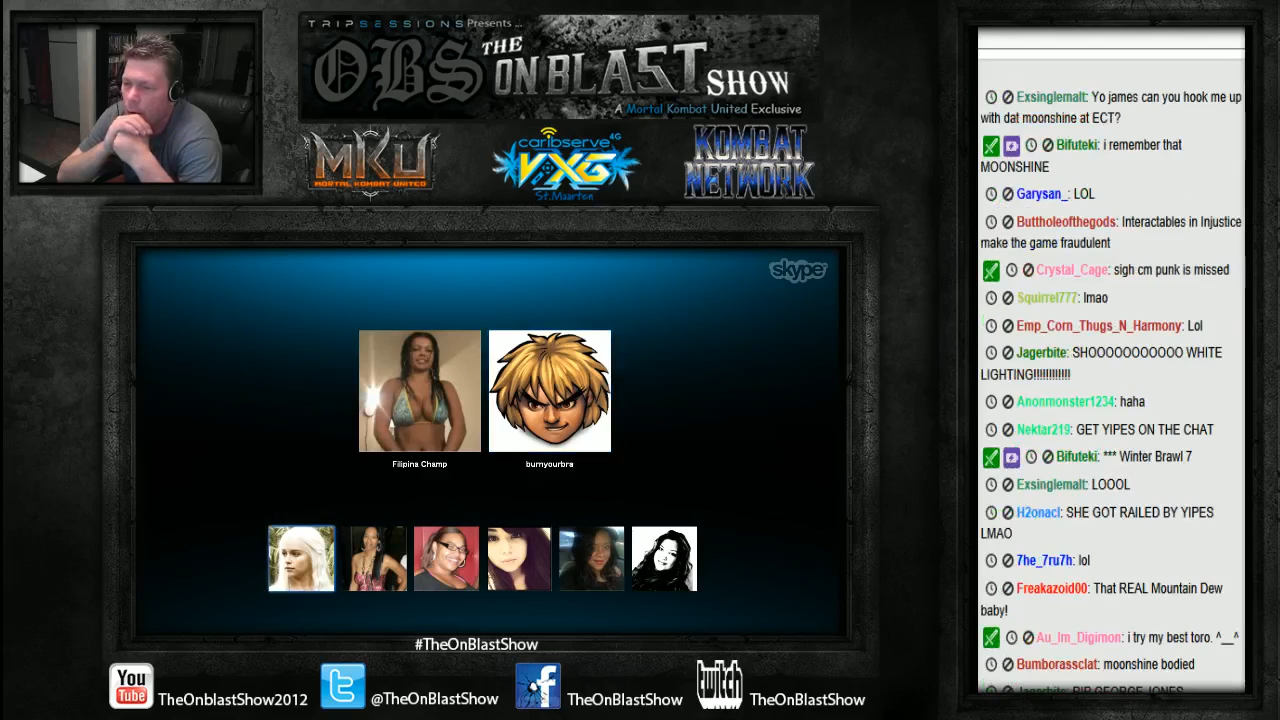 TRIPSESSIONS Presents ...
OBS THE ON BLAST SHOW
A Mortal Kombat United Exclusive
MKU
MORTAL KOMBAT UNITED
caribserve 4G
VXG
St.Maarten
KOMBAT
NETWORK
skype
Filipina Champ
burnyourbra
#TheOnBlastShow
You
Tube
TheOnblastShow2012
@TheOnBlastShow
TheOnBlastShow
twitch
TheOnBlastShow
Exsinglemalt: Yo james can you hook me up
with dat moonshine at ECT?
Bifuteki: i remember that
MOONSHINE
Garysan_: LOL
Buttholeofthegods: Interactables in Injustice
make the game fraudulent
Crystal_Cage: sigh cm punk is missed
Squirrel777: lmao
Emp_Corn_Thugs_N_Harmony: Lol
Jagerbite: SHOOOOOOOOOOO WHITE
LIGHTING!!!!!!!!!!!!
Anonmonster1234: haha
Nektar219: GET YIPES ON THE CHAT
Bifuteki: *** Winter Brawl 7
Exsinglemalt: LOOOL
H2onacl: SHE GOT RAILED BY YIPES
LMAO
7he_7ru7h: lol
Freakazoid00: That REAL Mountain Dew
baby!
Au_Im_Digimon: i try my best toro. ^__^
Bumborassclat: moonshine bodied
Jagerbite: RIP GEORGE JONES